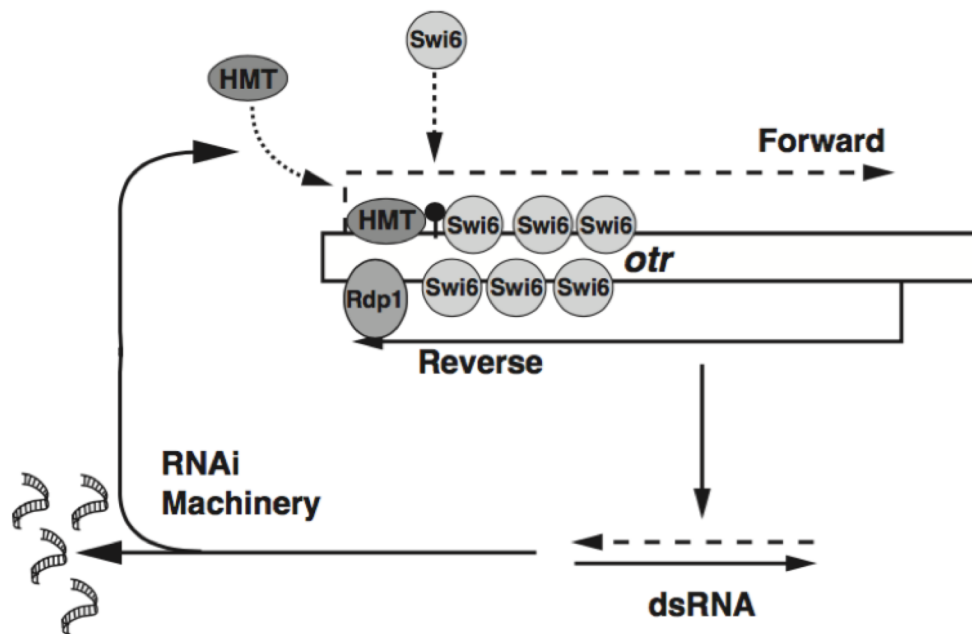 Swi6
HMT
Forward
HMT
Swi6
Swi6
Swi6
otr
Rdp1
Swi6
Swi6
Swi6
Reverse
RNAi
Machinery
dsRNA